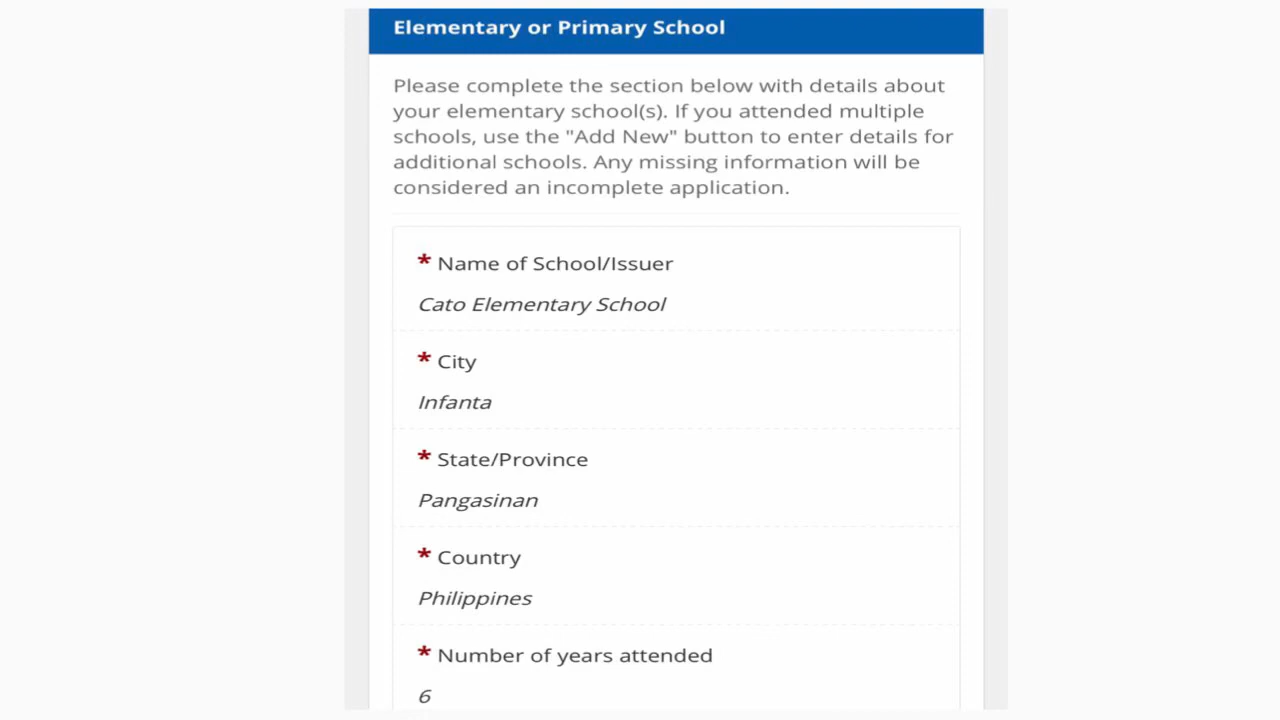 Elementary or Primary School
Please complete the section below with details about
your elementary school(s). If you attended multiple
schools, use the "Add New" button to enter details for
additional schools. Any missing information will be
considered an incomplete application.
* Name of School/Issuer
Cato Elementary School
* City
Infanta
* State/Province
Pangasinan
* Country
Philippines
* Number of years attended
6